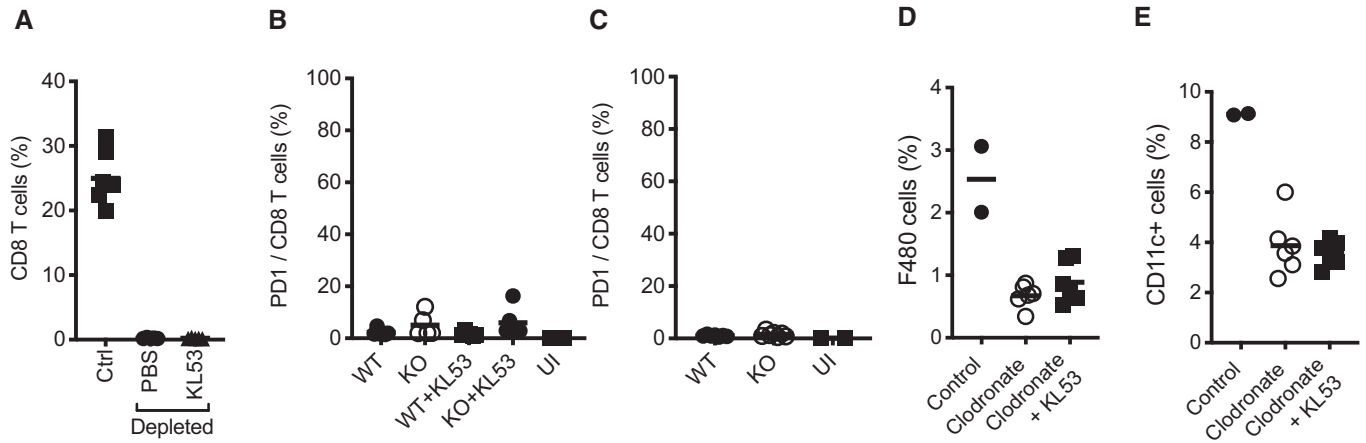 A
CD8 T cells (%)
40
30
20
10
0
Ctrl
PBS
KL53
Depleted
B
PD1 / CD8 T cells (%)
100
80
60
40
20
0
WT
KO
WT+KL53
KO+KL53
UI
C
PD1 / CD8 T cells (%)
100
80
60
40
20
0
WT
KO
UI
D
F480 cells (%)
4
3
2
1
0
Control
Clodronate
Clodronate
+ KL53
E
CD11c+ cells (%)
10
8
6
4
2
0
Control
Clodronate
Clodronate
+ KL53